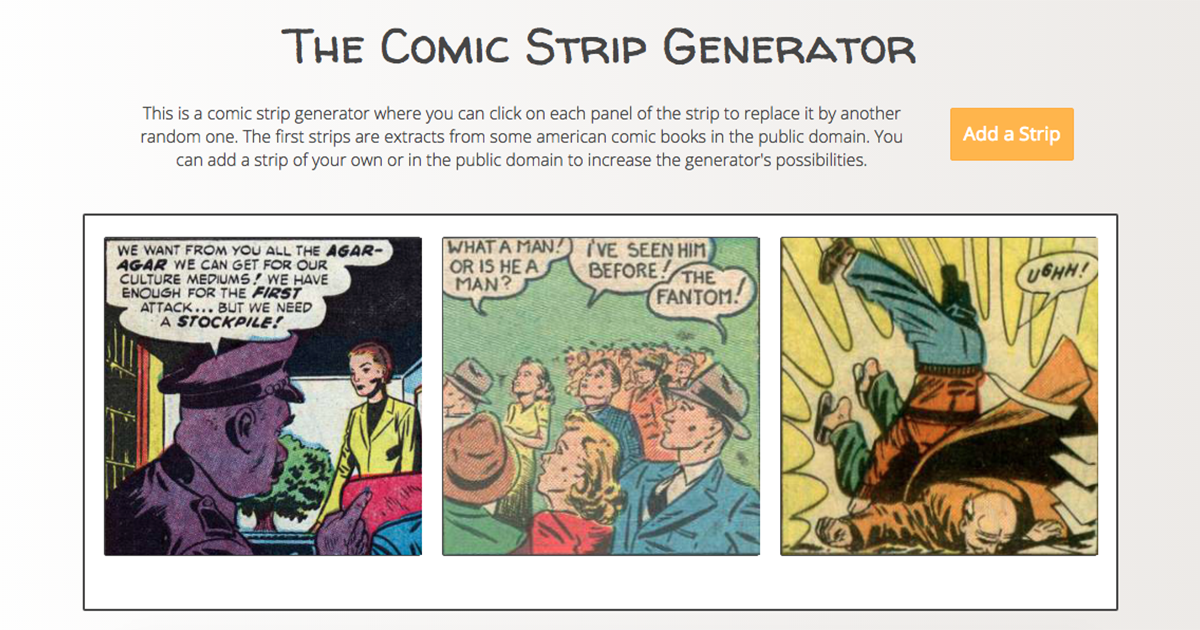 The Comic Strip Generator
This is a comic strip generator where you can click on each panel of the strip to replace it by another
random one. The first strips are extracts from some american comic books in the public domain. You
can add a strip of your own or in the public domain to increase the generator's possibilities.
Add a Strip
WE WANT FROM YOU ALL THE AGAR-
AGAR WE CAN GET FOR OUR
CULTURE MEDIUMS! WE HAVE
ENOUGH FOR THE FIRST
ATTACK... BUT WE NEED
A STOCKPILE!
WHAT A MAN!
OR IS HE A
MAN?
I'VE SEEN HIM
BEFORE!
THE
FANTOM!
UGHH!